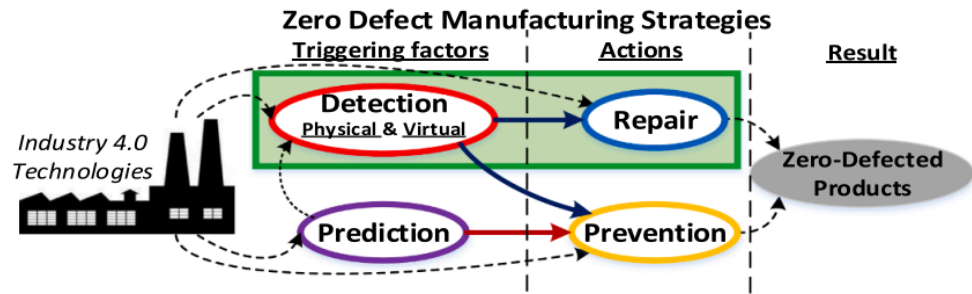 Zero Defect Manufacturing Strategies
Triggering factors
Actions
Result
Detection
Physical & Virtual
Repair
Industry 4.0
Technologies
Zero-Defected
Products
Prediction
Prevention